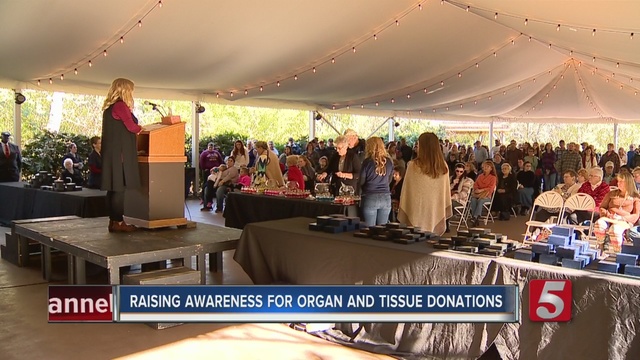 annel
RAISING AWARENESS FOR ORGAN AND TISSUE DONATIONS
5